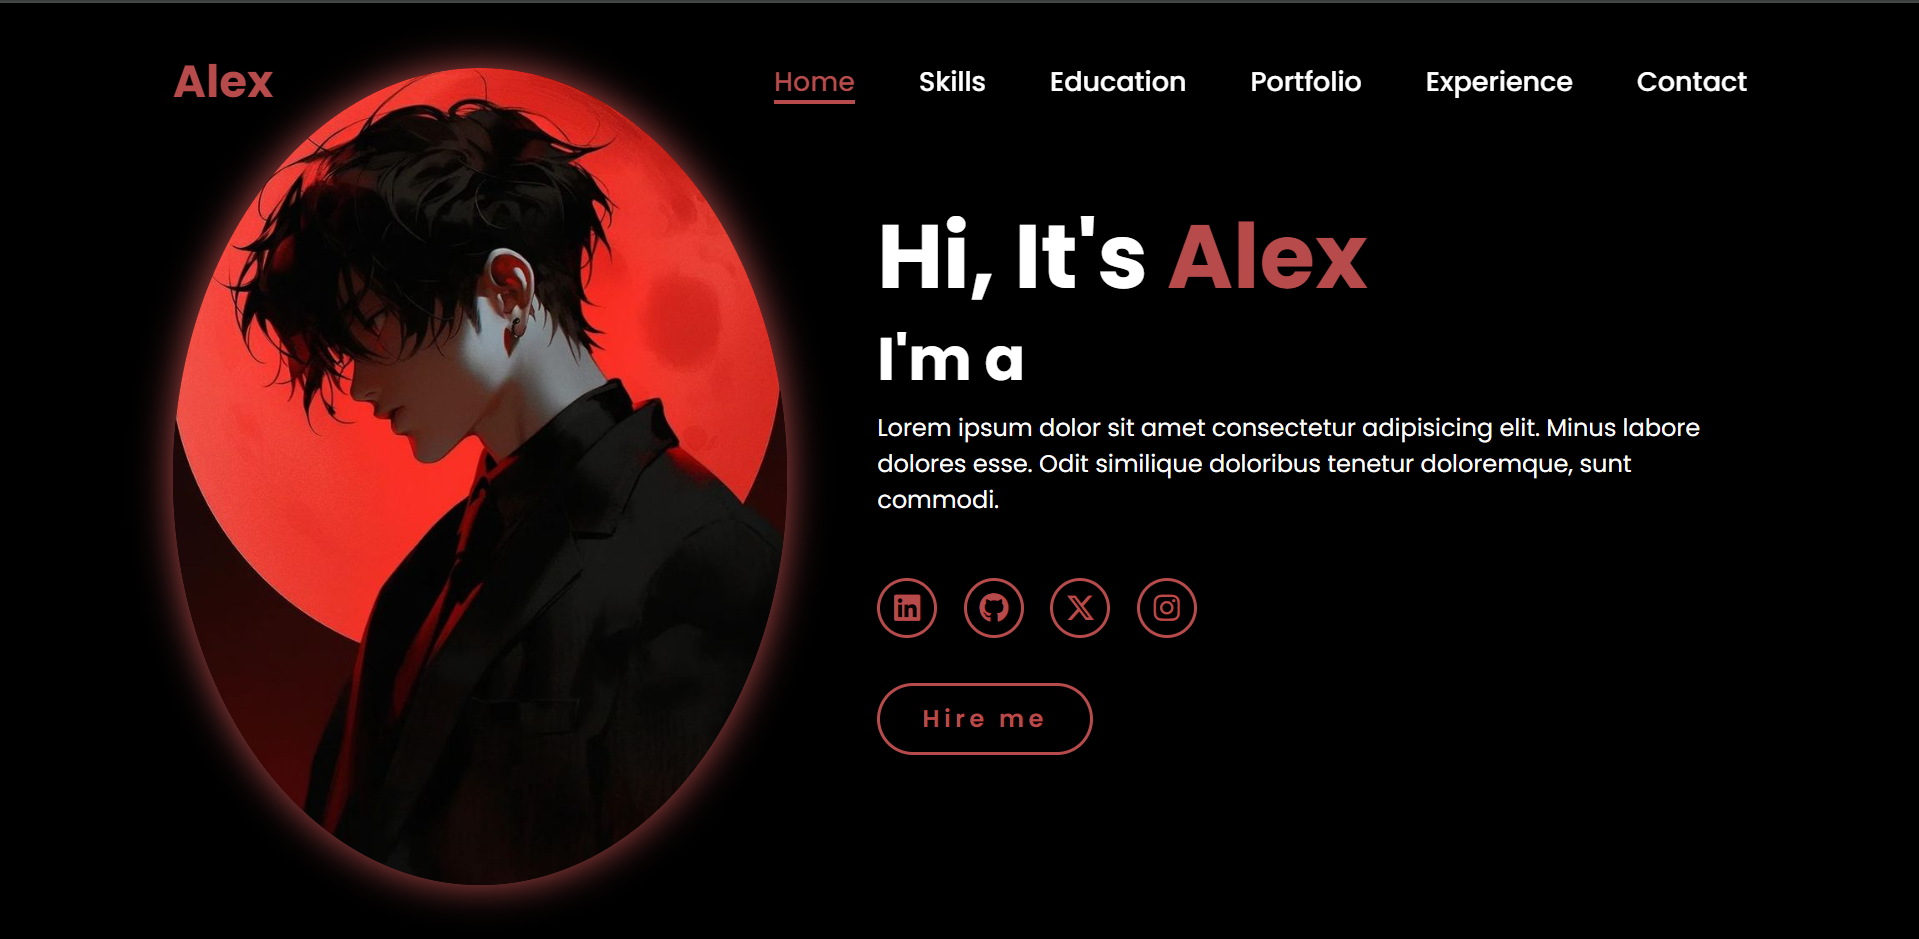 Alex
Home Skills Education Portfolio Experience Contact
Hi, It's Alex
I'm a
Lorem ipsum dolor sit amet consectetur adipisicing elit. Minus labore
dolores esse. Odit similique doloribus tenetur doloremque, sunt
commodi.
in
Hire me